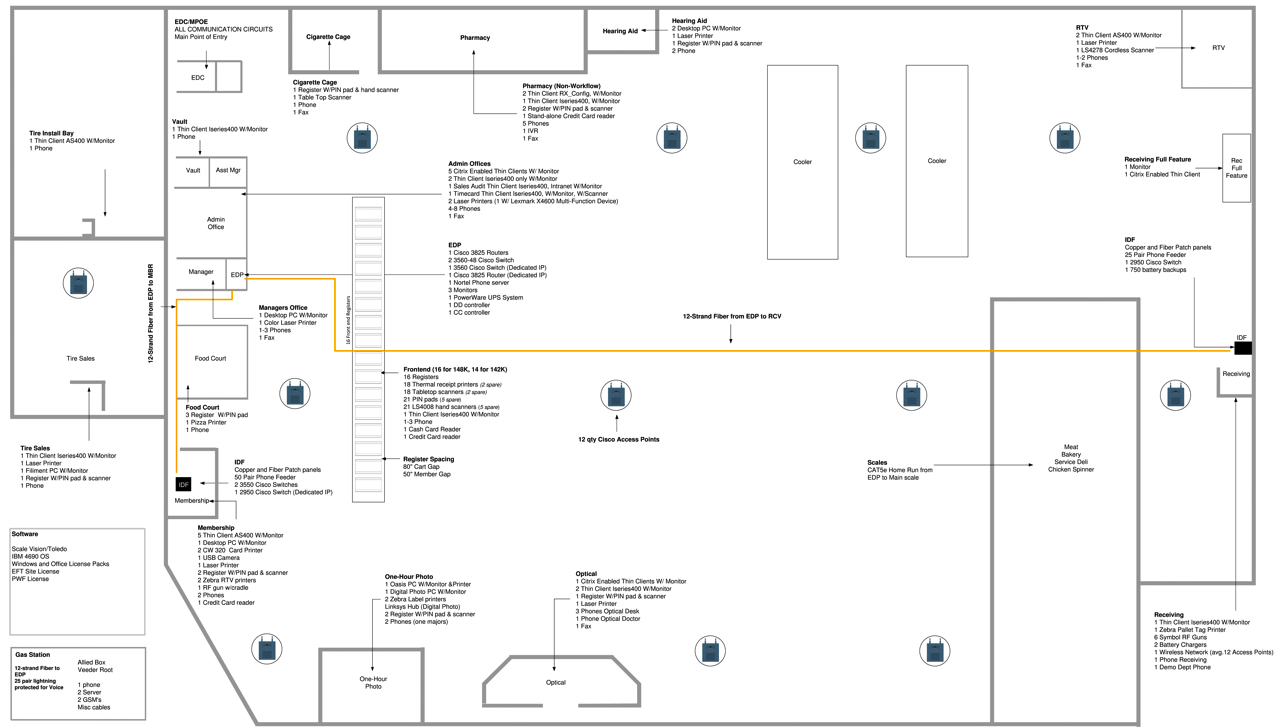 EDC/MPOE
ALL COMMUNICATION CIRCUITS
Main Point of Entry
EDC
Cigarette Cage
Cigarette Cage
1 Register W/PIN pad & hand scanner
1 Table Top Scanner
1 Phone
1 Fax
Pharmacy
Pharmacy (Non-Workflow)
2 Thin Client RX_Config, W/Monitor
1 Thin Client Iseries400, W/Monitor
2 Register W/PIN pad & scanner
1 Stand-alone Credit Card reader
5 Phones
1 IVR
1 Fax
Hearing Aid
Hearing Aid
2 Desktop PC W/Monitor
1 Laser Printer
1 Register W/PIN pad & scanner
2 Phone
RTV
2 Thin Client AS400 W/Monitor
1 Laser Printer
1 LS4278 Cordless Scanner
1-2 Phones
1 Fax
RTV
Tire Install Bay
1 Thin Client AS400 W/Monitor
1 Phone
Vault
1 Thin Client Iseries400 W/Monitor
1 Phone
Vault
Asst Mgr
Admin
Office
Manager
EDP
Admin Offices
5 Citrix Enabled Thin Clients W/ Monitor
2 Thin Client Iseries400 only W/Monitor
1 Sales Audit Thin Client Iseries400, Intranet W/Monitor
1 Timecard Thin Client Iseries400, W/Monitor, W/Scanner
2 Laser Printers (1 W/ Lexmark X4600 Multi-Function Device)
4-8 Phones
1 Fax
Cooler
Cooler
Receiving Full Feature
1 Monitor
1 Citrix Enabled Thin Client
Rec
Full
Feature
EDP
1 Cisco 3825 Routers
2 3560-48 Cisco Switch
1 3560 Cisco Switch (Dedicated IP)
1 Cisco 3825 Router (Dedicated IP)
1 Nortel Phone server
3 Monitors
1 PowerWare UPS System
1 DD controller
1 CC controller
IDF
Copper and Fiber Patch panels
25 Pair Phone Feeder
1 2950 Cisco Switch
1 750 battery backups
12-Strand Fiber from EDP to MBR
Managers Office
1 Desktop PC W/Monitor
1 Color Laser Printer
1-3 Phones
1 Fax
16 Front end Registers
12-Strand Fiber from EDP to RCV
IDF
Receiving
Tire Sales
Food Court
Food Court
3 Register  W/PIN pad
1 Pizza Printer
1 Phone
Frontend (16 for 148K, 14 for 142K)
16 Registers
18 Thermal receipt printers (2 spare)
18 Tabletop scanners (2 spare)
21 PIN pads (5 spare)
21 LS4008 hand scanners (5 spare)
1 Thin Client Iseries400 W/Monitor
1-3 Phone
1 Cash Card Reader
1 Credit Card reader
12 qty Cisco Access Points
Tire Sales
1 Thin Client Iseries400 W/Monitor
1 Laser Printer
1 Filiment PC W/Monitor
1 Register W/PIN pad & scanner
1 Phone
IDF
Copper and Fiber Patch panels
50 Pair Phone Feeder
2 3550 Cisco Switches
1 2950 Cisco Switch (Dedicated IP)
IDF
Membership
Register Spacing
80" Cart Gap
50" Member Gap
Scales
CAT5e Home Run from
EDP to Main scale
Meat
Bakery
Service Deli
Chicken Spinner
Software
Scale Vision/Toledo
IBM 4690 OS
Windows and Office License Packs
EFT Site License
PWF License
Membership
5 Thin Client AS400 W/Monitor
1 Desktop PC W/Monitor
2 CW 320  Card Printer
1 USB Camera
1 Laser Printer
2 Register W/PIN pad & scanner
2 Zebra RTV printers
1 RF gun w/cradle
2 Phones
1 Credit Card reader
One-Hour Photo
1 Oasis PC W/Monitor &Printer
1 Digital Photo PC W/Monitor
2 Zebra Label printers
Linksys Hub (Digital Photo)
2 Register W/PIN pad & scanner
2 Phones (one majors)
Optical
1 Citrix Enabled Thin Clients W/ Monitor
2 Thin Client Iseries400 W/Monitor
1 Register W/PIN pad & scanner
1 Laser Printer
3 Phones Optical Desk
1 Phone Optical Doctor
1 Fax
Receiving
1 Thin Client Iseries400 W/Monitor
1 Zebra Pallet Tag Printer
6 Symbol RF Guns
2 Battery Chargers
1 Wireless Network (avg.12 Access Points)
1 Phone Receiving
1 Demo Dept Phone
Gas Station
12-strand Fiber to
EDP
25 pair lightning
protected for Voice
Allied Box
Veeder Root
1 phone
2 Server
2 GSM's
Misc cables
One-Hour
Photo
Optical